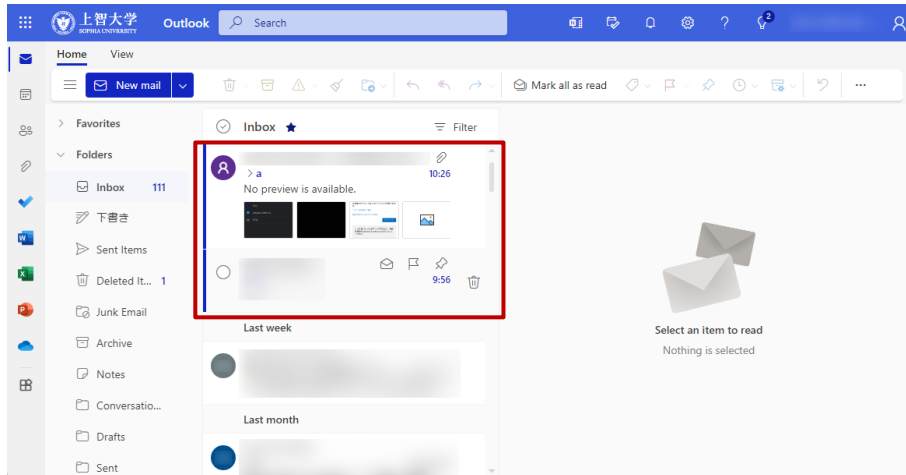 上智大学
SOPHIA UNIVERSITY
Outlook
Search
2
Home
View
New mail
Mark all as read
Favorites
Folders
Inbox 111
下書き
Sent Items
Deleted It... 1
Junk Email
Archive
Notes
Conversatio...
Drafts
Sent
Inbox
Filter
a
10:26
No preview is available.
9:56
Last week
Last month
Select an item to read
Nothing is selected